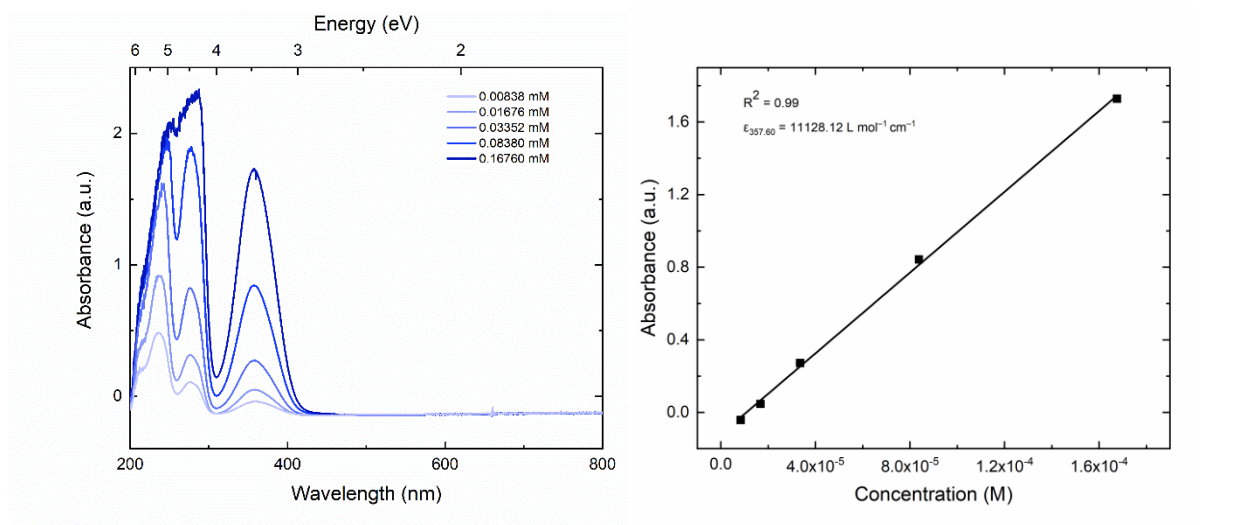 Energy (eV)
6 5 4 3 2
0.00838 mM
0.01676 mM
0.03352 mM
0.08380 mM
0.16760 mM
2
1
0
Absorbance (a.u.)
200 400 600 800
Wavelength (nm)
R² = 0.99
ε357.60 = 11128.12 L mol⁻¹ cm⁻¹
1.6
1.2
0.8
0.4
0.0
Absorbance (a.u.)
0.0 4.0x10⁻⁵ 8.0x10⁻⁵ 1.2x10⁻⁴ 1.6x10⁻⁴
Concentration (M)